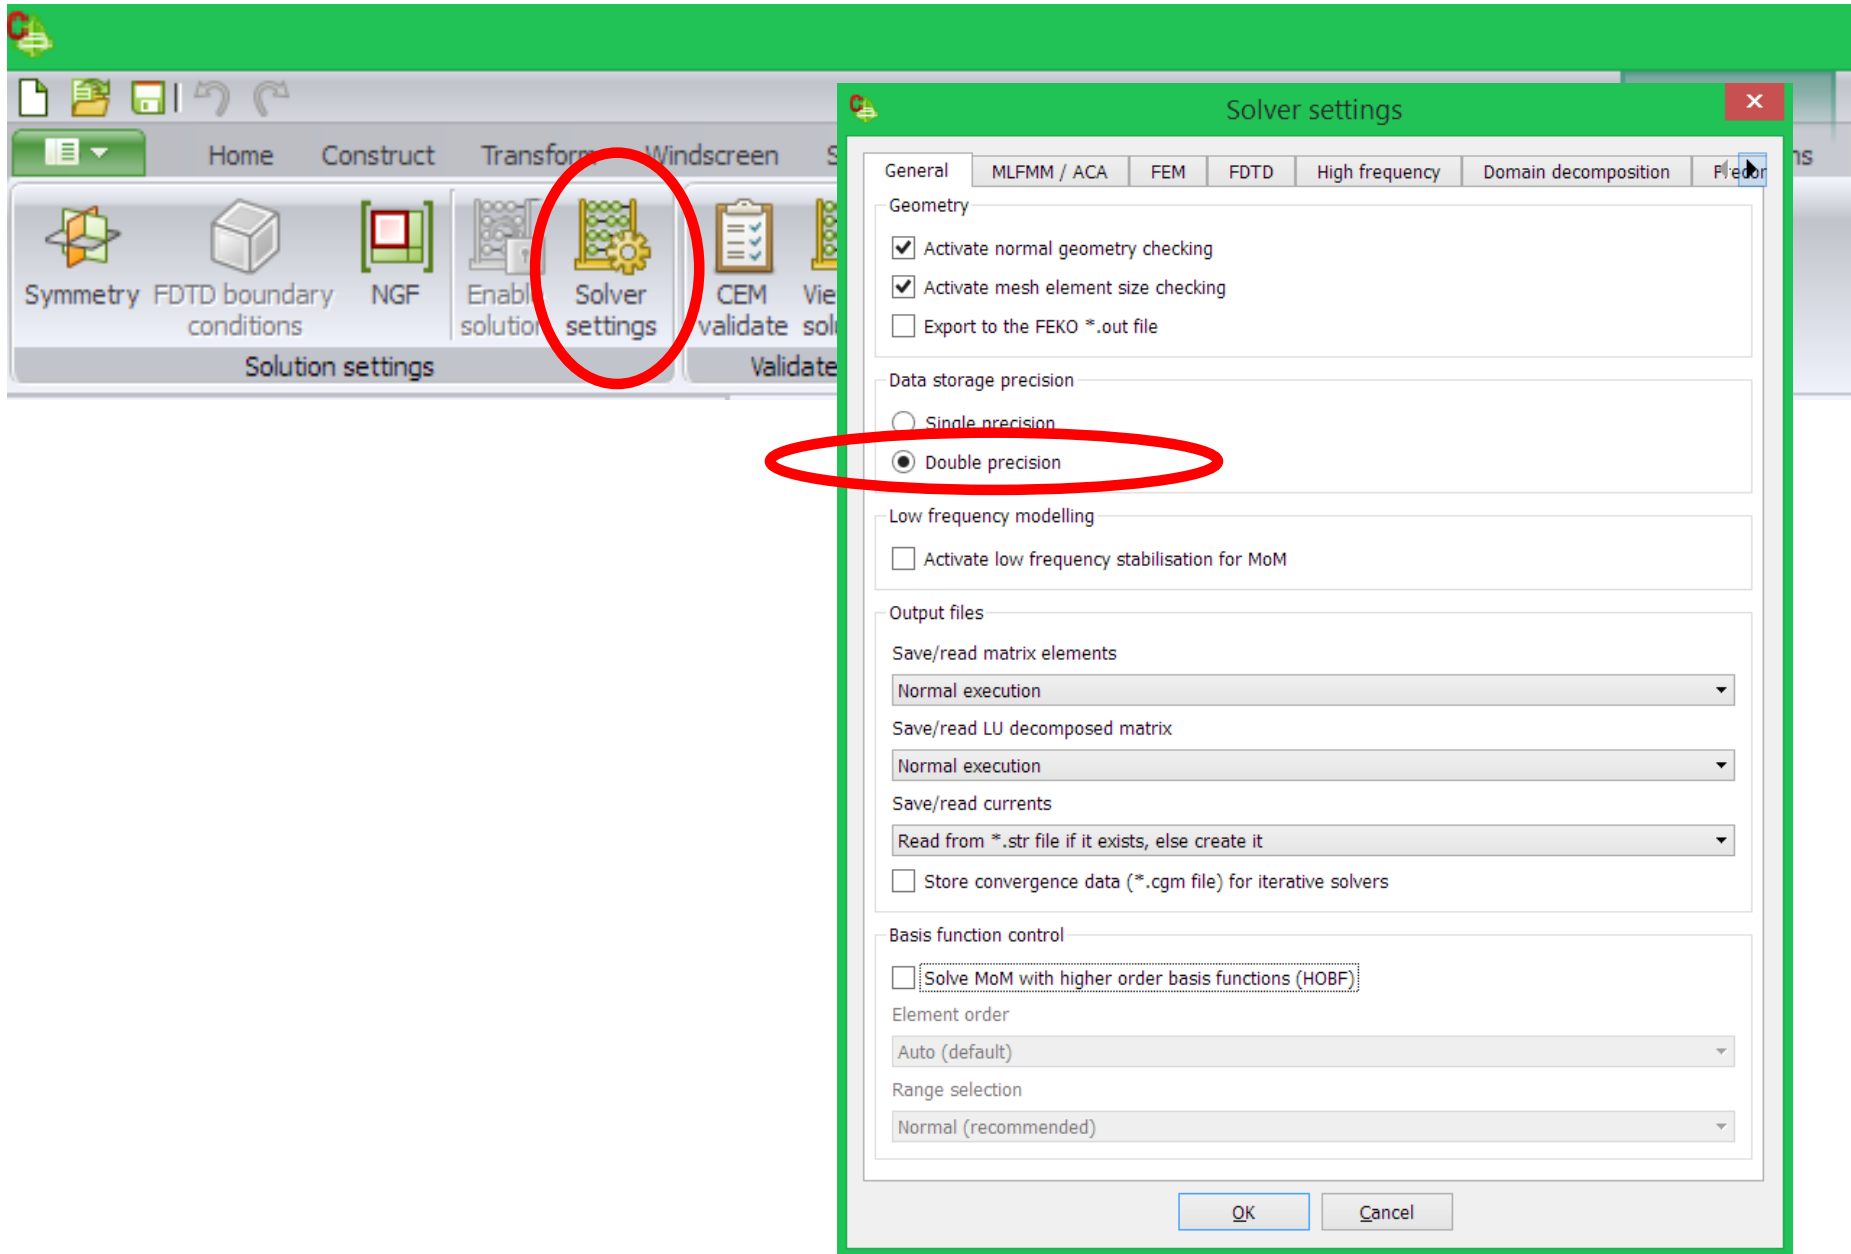 Home Construct Transform Windscreen S
Symmetry FDTD boundary conditions NGF Enable solution Solver settings CEM validate Vie sol
Solution settings Validate
Solver settings
General MLFMM / ACA FEM FDTD High frequency Domain decomposition
Geometry
Activate normal geometry checking
Activate mesh element size checking
Export to the FEKO *.out file
Data storage precision
Single precision
Double precision
Low frequency modelling
Activate low frequency stabilisation for MoM
Output files
Save/read matrix elements
Normal execution
Save/read LU decomposed matrix
Normal execution
Save/read currents
Read from *.str file if it exists, else create it
Store convergence data (*.cgm file) for iterative solvers
Basis function control
Solve MoM with higher order basis functions (HOBF)
Element order
Auto (default)
Range selection
Normal (recommended)
OK Cancel